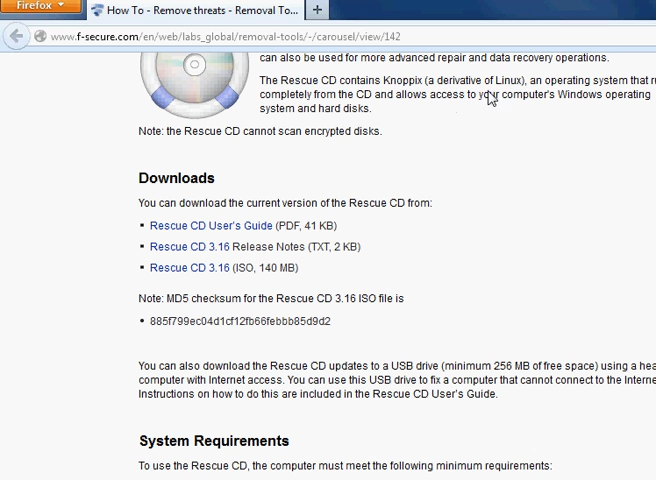 Firefox
How To - Remove threats - Removal To...
www.f-secure.com/en/web/labs_global/removal-tools/-/carousel/view/142
can also be used for more advanced repair and data recovery operations.
The Rescue CD contains Knoppix (a derivative of Linux), an operating system that
completely from the CD and allows access to your computer's Windows operating
system and hard disks.
Note: the Rescue CD cannot scan encrypted disks.
Downloads
You can download the current version of the Rescue CD from:
▪ Rescue CD User's Guide (PDF, 41 KB)
▪ Rescue CD 3.16 Release Notes (TXT, 2 KB)
▪ Rescue CD 3.16 (ISO, 140 MB)
Note: MD5 checksum for the Rescue CD 3.16 ISO file is
▪ 885f799ec04d1cf12fb66febbb85d9d2
You can also download the Rescue CD updates to a USB drive (minimum 256 MB of free space) using a
computer with Internet access. You can use this USB drive to fix a computer that cannot connect to the
Instructions on how to do this are included in the Rescue CD User's Guide.
System Requirements
To use the Rescue CD, the computer must meet the following minimum requirements: